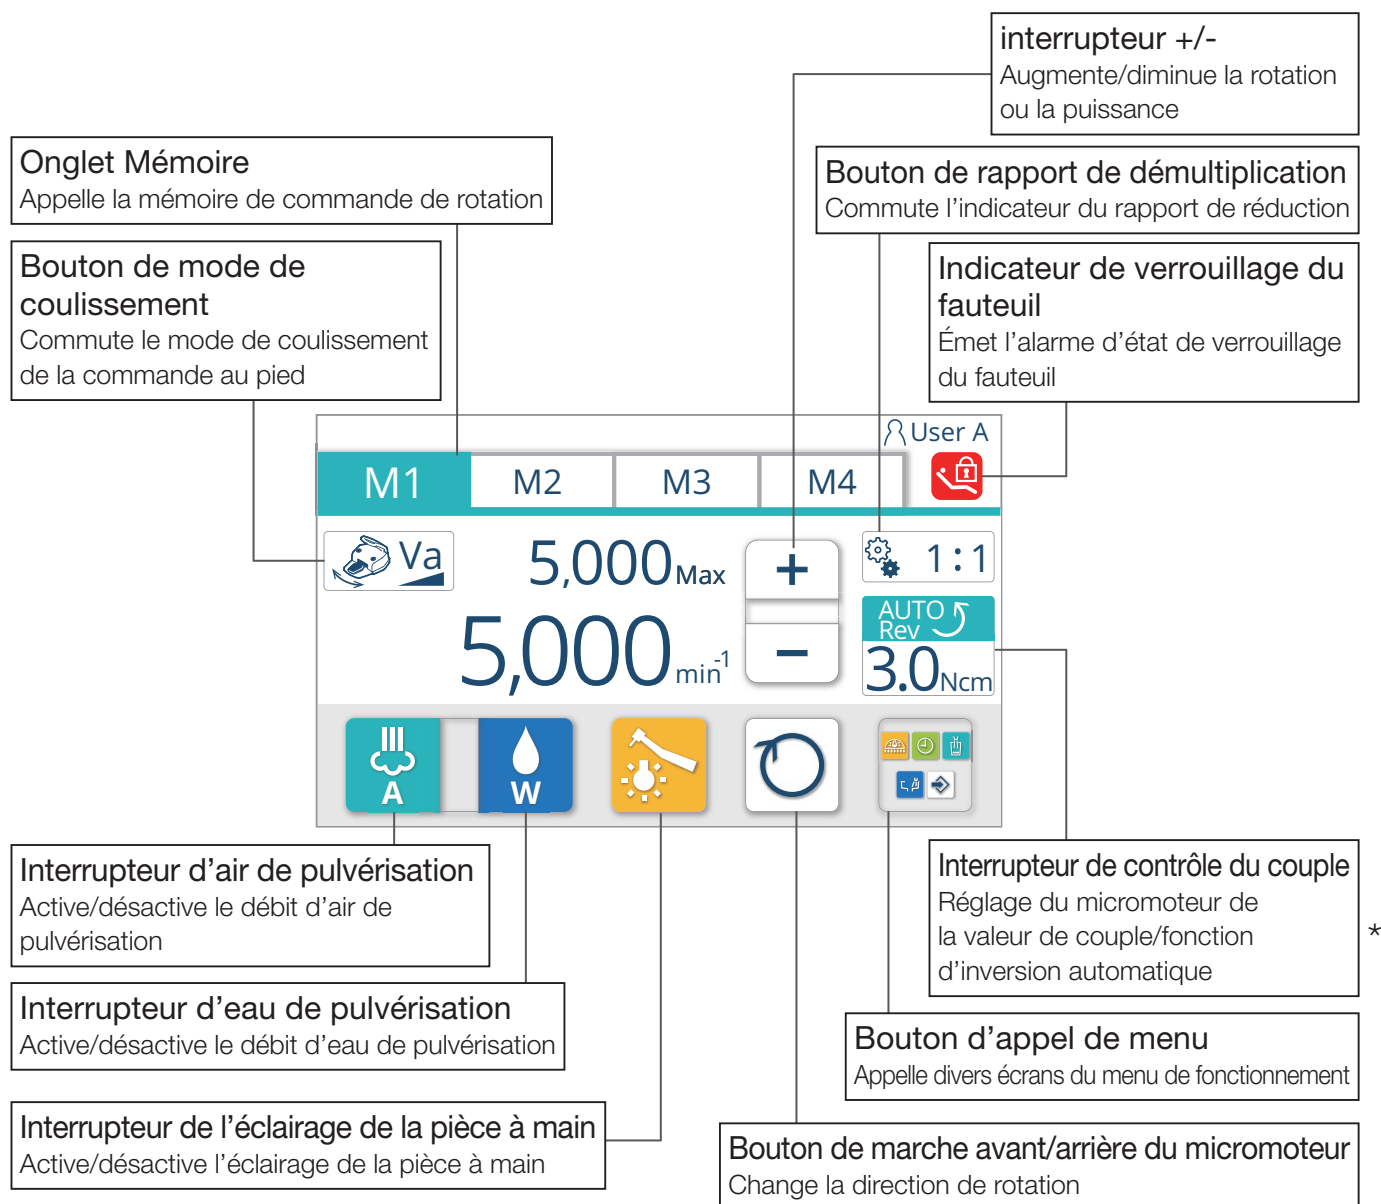 interrupteur +/-
Augmente/diminue la rotation
ou la puissance
Onglet Mémoire
Appelle la mémoire de commande de rotation
Bouton de rapport de démultiplication
Commute l’indicateur du rapport de réduction
Bouton de mode de
coulissement
Commute le mode de coulissement
de la commande au pied
Indicateur de verrouillage du
fauteuil
Émet l’alarme d’état de verrouillage
du fauteuil
User A
M1 M2 M3 M4
Va 5,000 Max + 1:1
AUTO
Rev
5,000 min-1 − 3.0 Ncm
A W
Interrupteur d’air de pulvérisation
Active/désactive le débit d’air de
pulvérisation
Interrupteur de contrôle du couple
Réglage du micromoteur de
la valeur de couple/fonction
d’inversion automatique
*
Interrupteur d’eau de pulvérisation
Active/désactive le débit d’eau de pulvérisation
Bouton d’appel de menu
Appelle divers écrans du menu de fonctionnement
Interrupteur de l’éclairage de la pièce à main
Active/désactive l’éclairage de la pièce à main
Bouton de marche avant/arrière du micromoteur
Change la direction de rotation